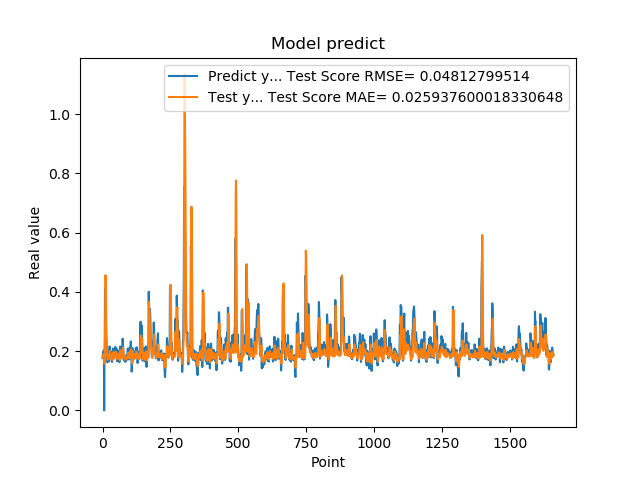 Model predict
Predict y... Test Score RMSE= 0.04812799514
Test y... Test Score MAE= 0.025937600018330648
1.0
0.8
0.6
0.4
0.2
0.0
Real value
0 250 500 750 1000 1250 1500
Point